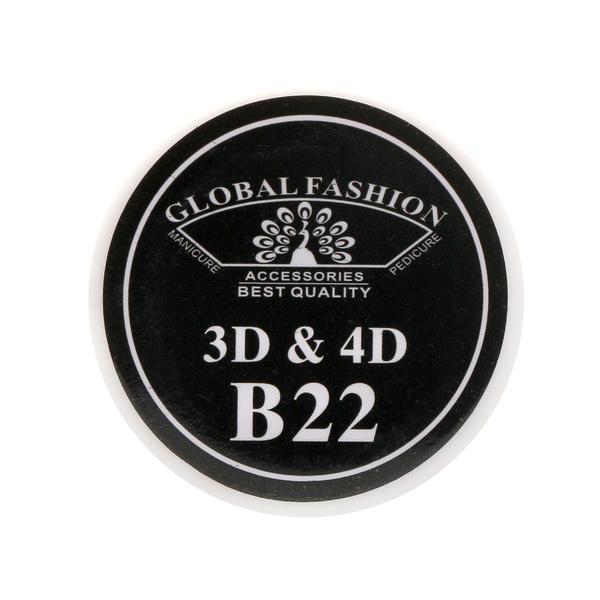 GLOBAL FASHION
MANICURE
PEDICURE
ACCESSORIES
BEST QUALITY
3D & 4D
B22